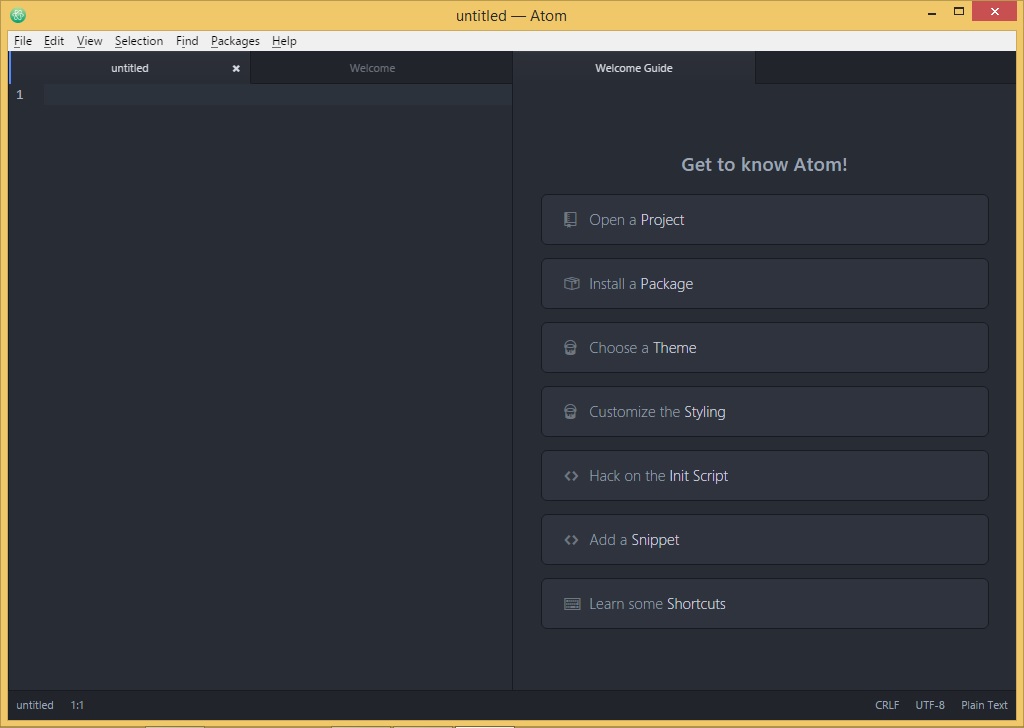 untitled — Atom
File Edit View Selection Find Packages Help
untitled Welcome Welcome Guide
1
Get to know Atom!
Open a Project
Install a Package
Choose a Theme
Customize the Styling
Hack on the Init Script
Add a Snippet
Learn some Shortcuts
untitled 1:1 CRLF UTF-8 Plain Text